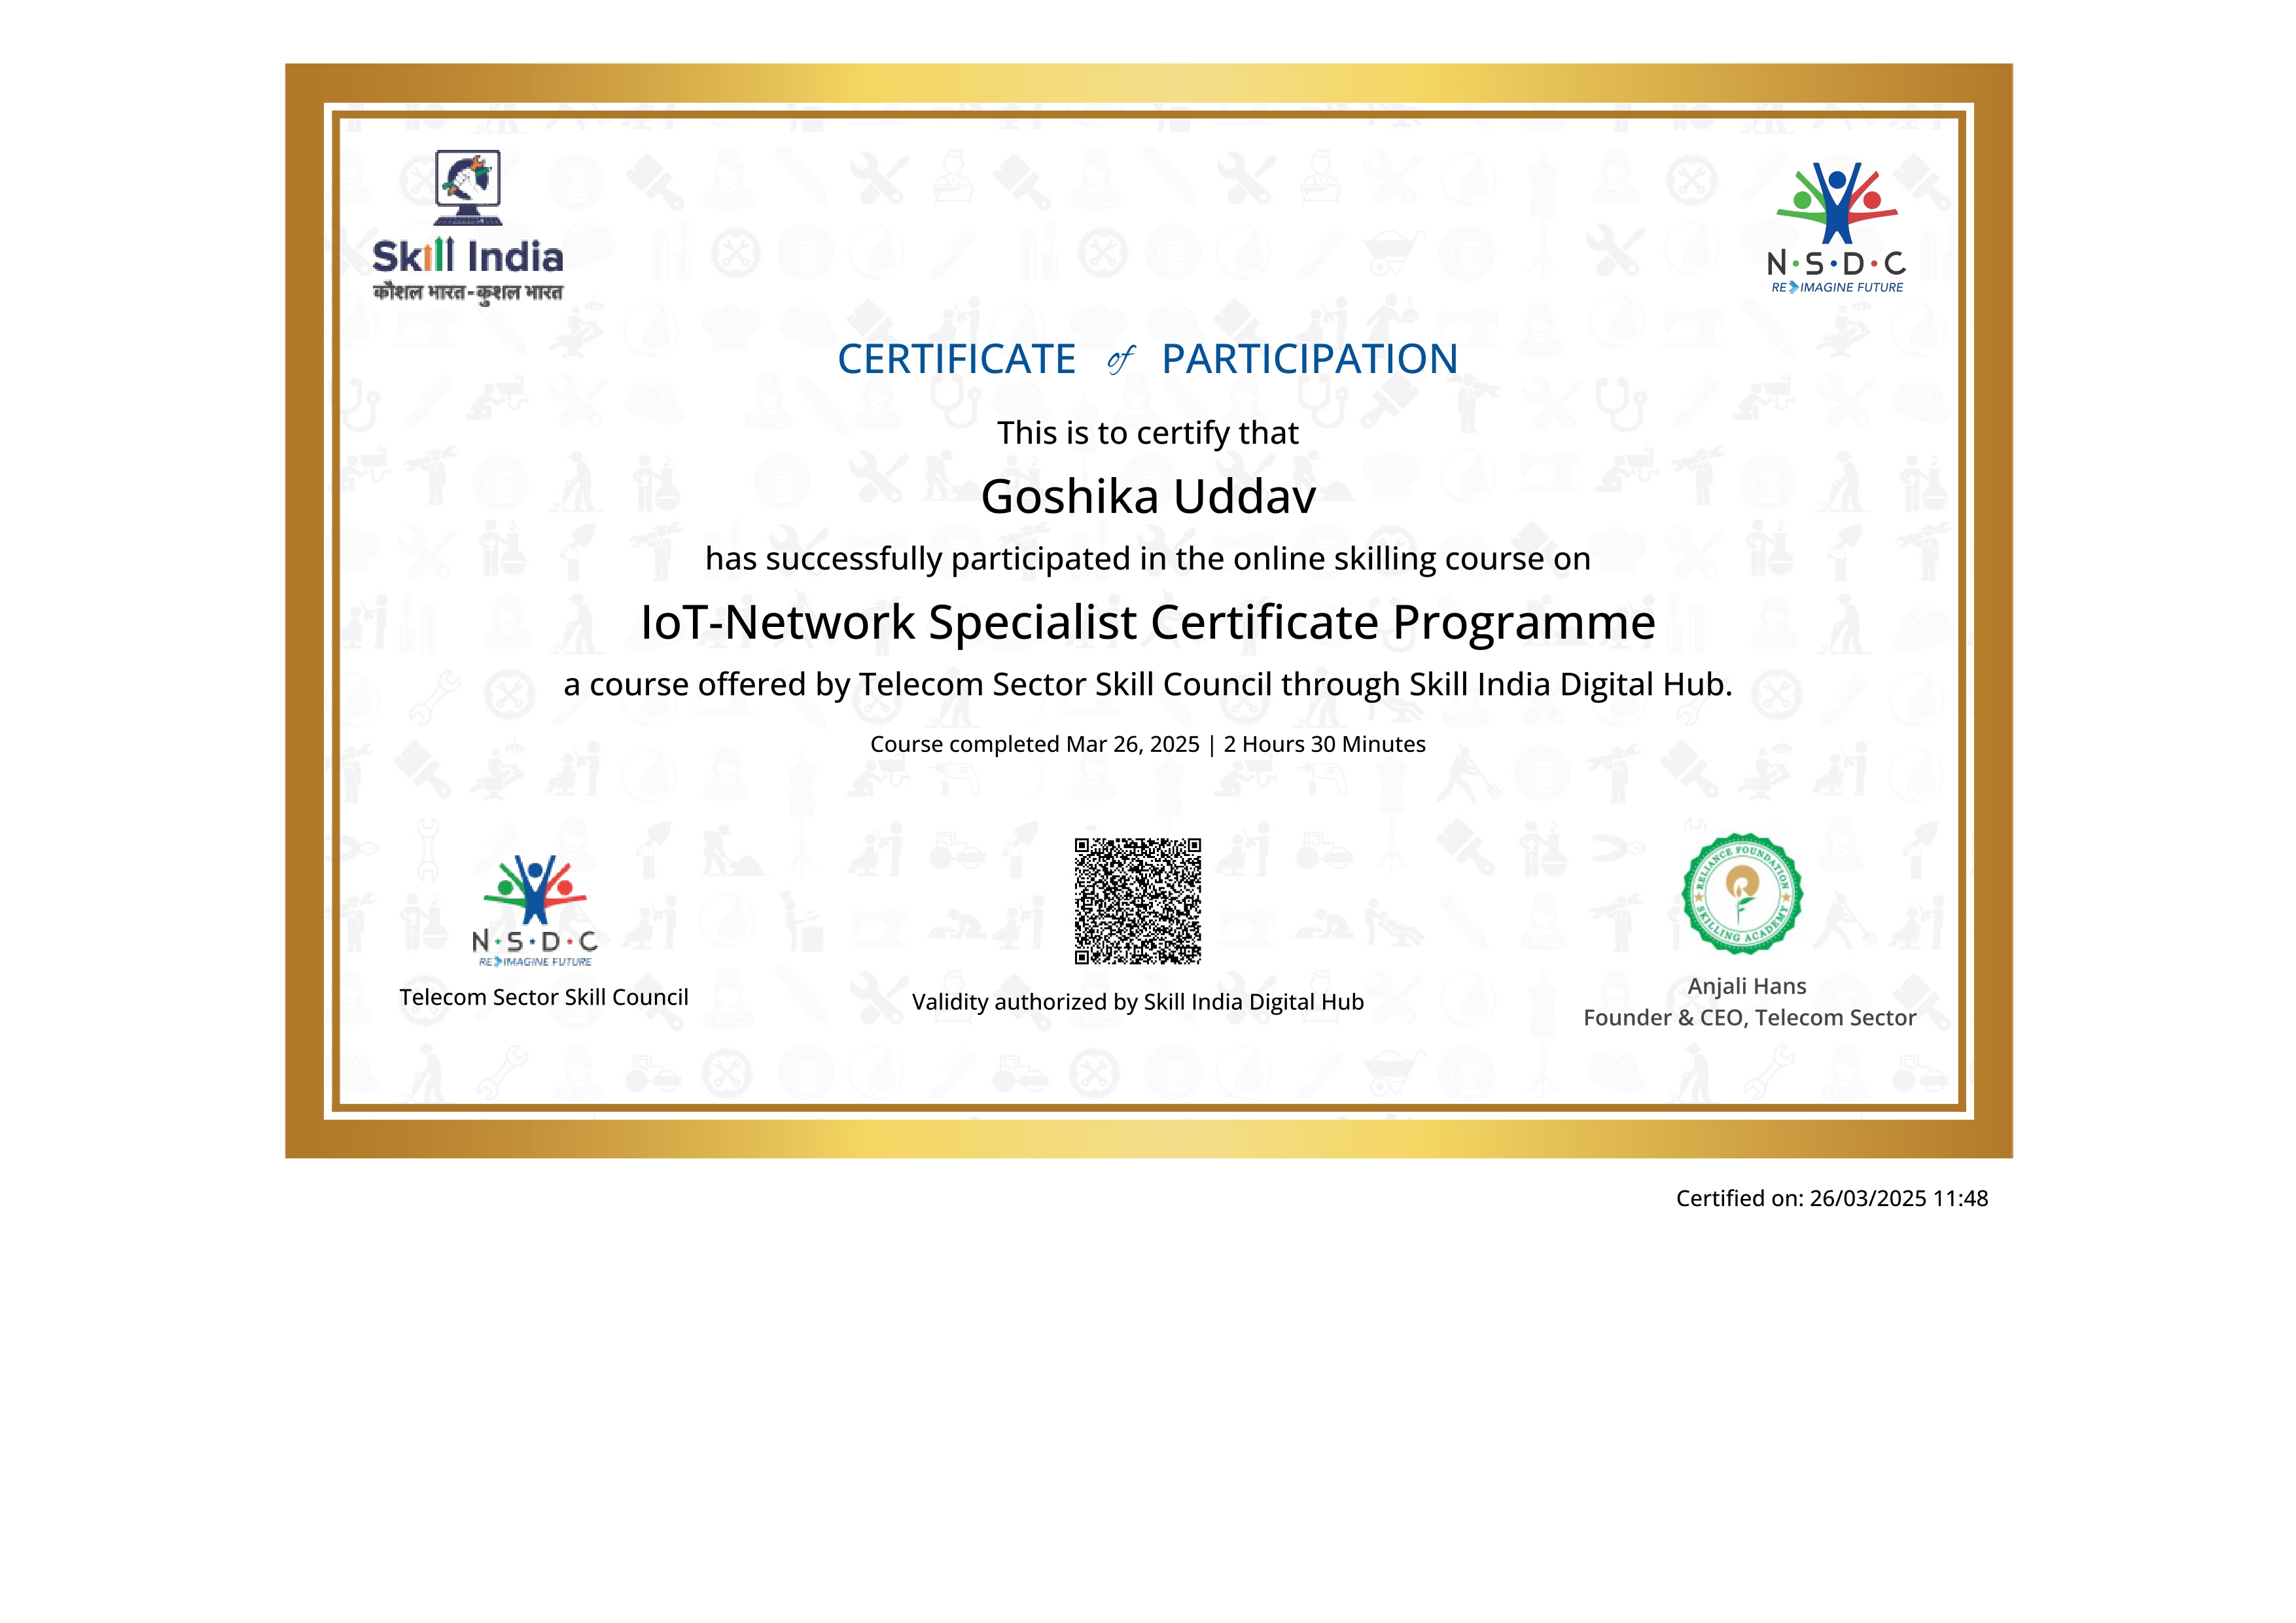 Skill India
कौशल भारत-कुशल भारत
N·S·D·C
RE IMAGINE FUTURE
CERTIFICATE of PARTICIPATION
This is to certify that
Goshika Uddav
has successfully participated in the online skilling course on
IoT-Network Specialist Certificate Programme
a course offered by Telecom Sector Skill Council through Skill India Digital Hub.
Course completed Mar 26, 2025 | 2 Hours 30 Minutes
N·S·D·C
RE IMAGINE FUTURE
Telecom Sector Skill Council
Validity authorized by Skill India Digital Hub
RELIANCE FOUNDATION
SKILLING ACADEMY
Anjali Hans
Founder & CEO, Telecom Sector
Certified on: 26/03/2025 11:48